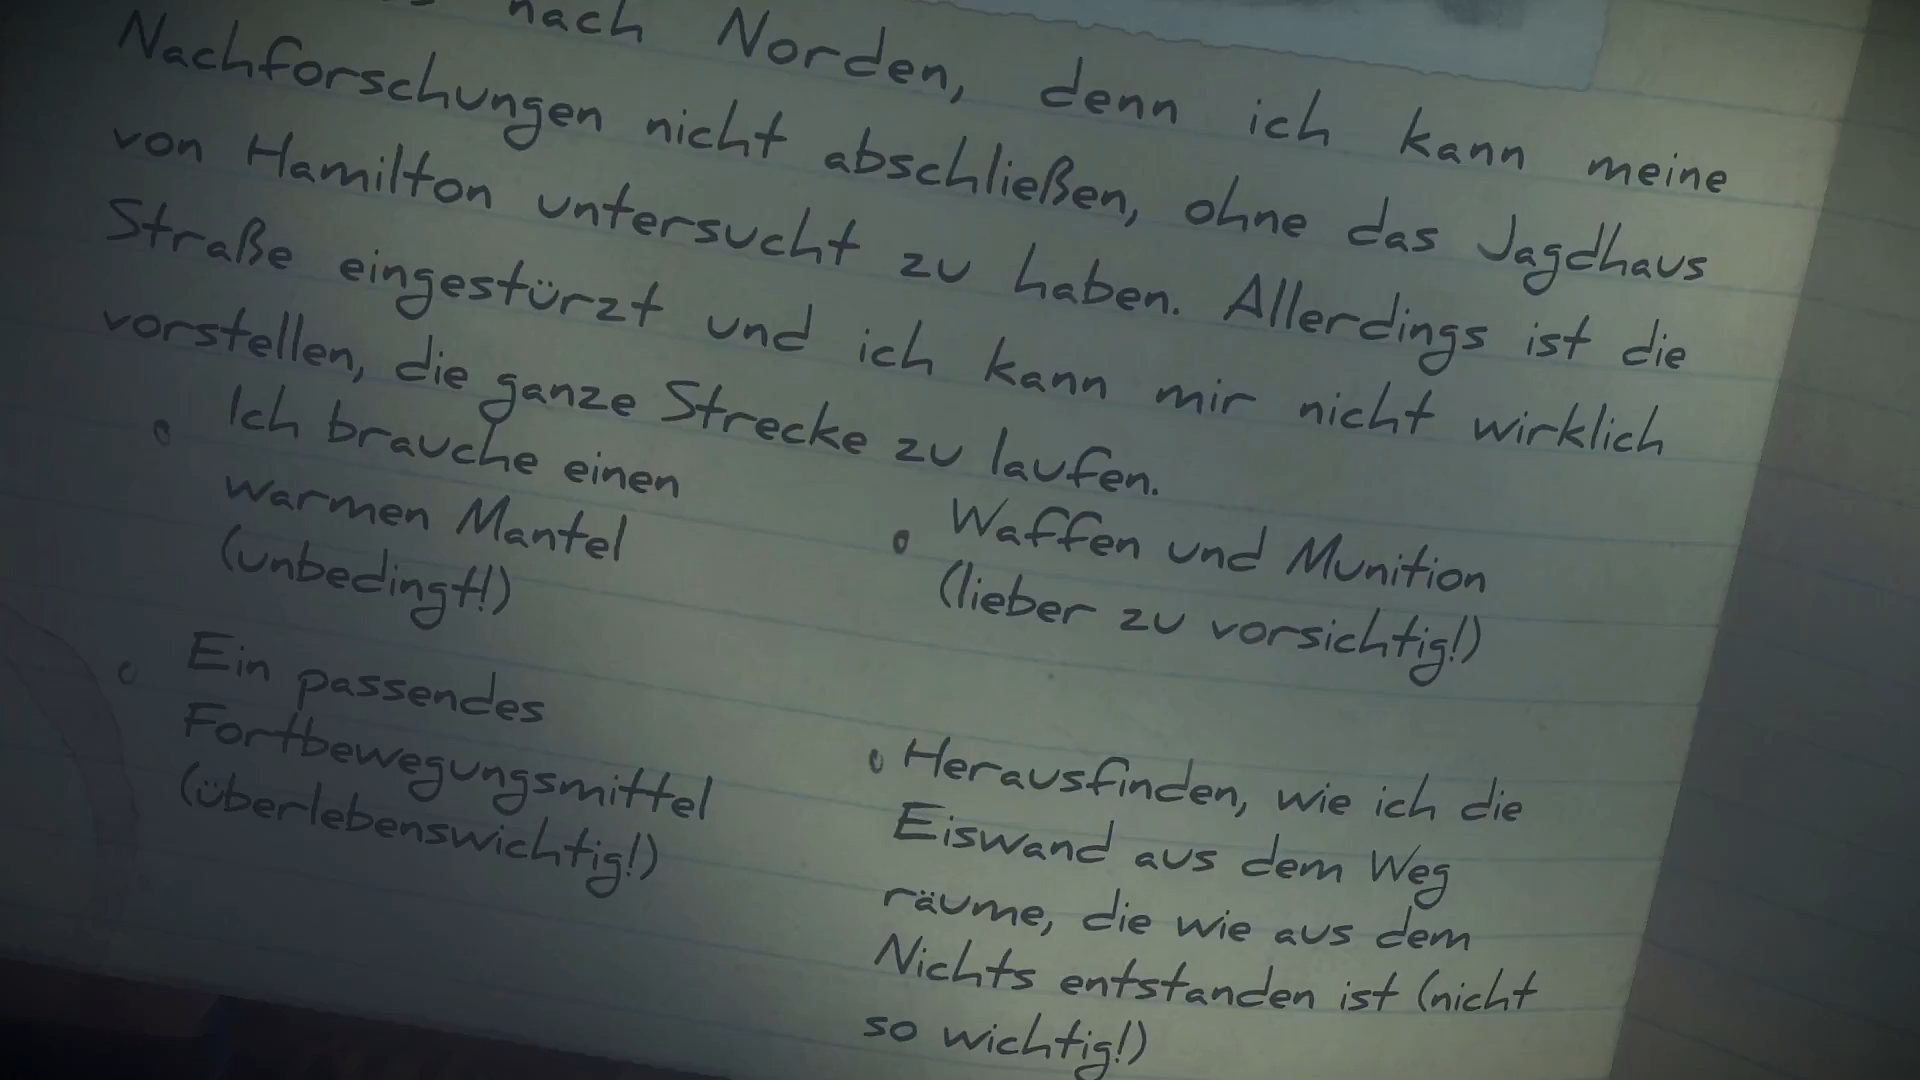 nach Norden, denn ich kann meine
Nachforschungen nicht abschließen, ohne das Jagdhaus
von Hamilton untersucht zu haben. Allerdings ist die
Straße eingestürzt und ich kann mir nicht wirklich
vorstellen, die ganze Strecke zu laufen.
Ich brauche einen
warmen Mantel
(unbedingt!)
Ein passendes
Fortbewegungsmittel
(überlebenswichtig!)
Waffen und Munition
(lieber zu vorsichtig!)
Herausfinden, wie ich die
Eiswand aus dem Weg
räume, die wie aus dem
Nichts entstanden ist (nicht
so wichtig!)